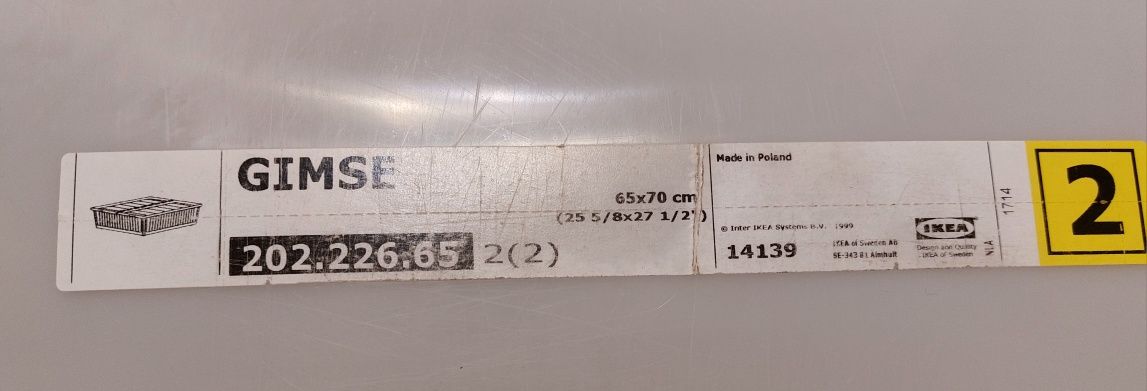 GIMSE
65x70 cm
(25 5/8x27 1/2")
202.226.65 2(2)
Made in Poland
© Inter IKEA Systems B.V. 1999
14139
IKEA of Sweden AB
SE-343 81 Älmhult
IKEA
Design and Quality
IKEA of Sweden
NLA
1714
2